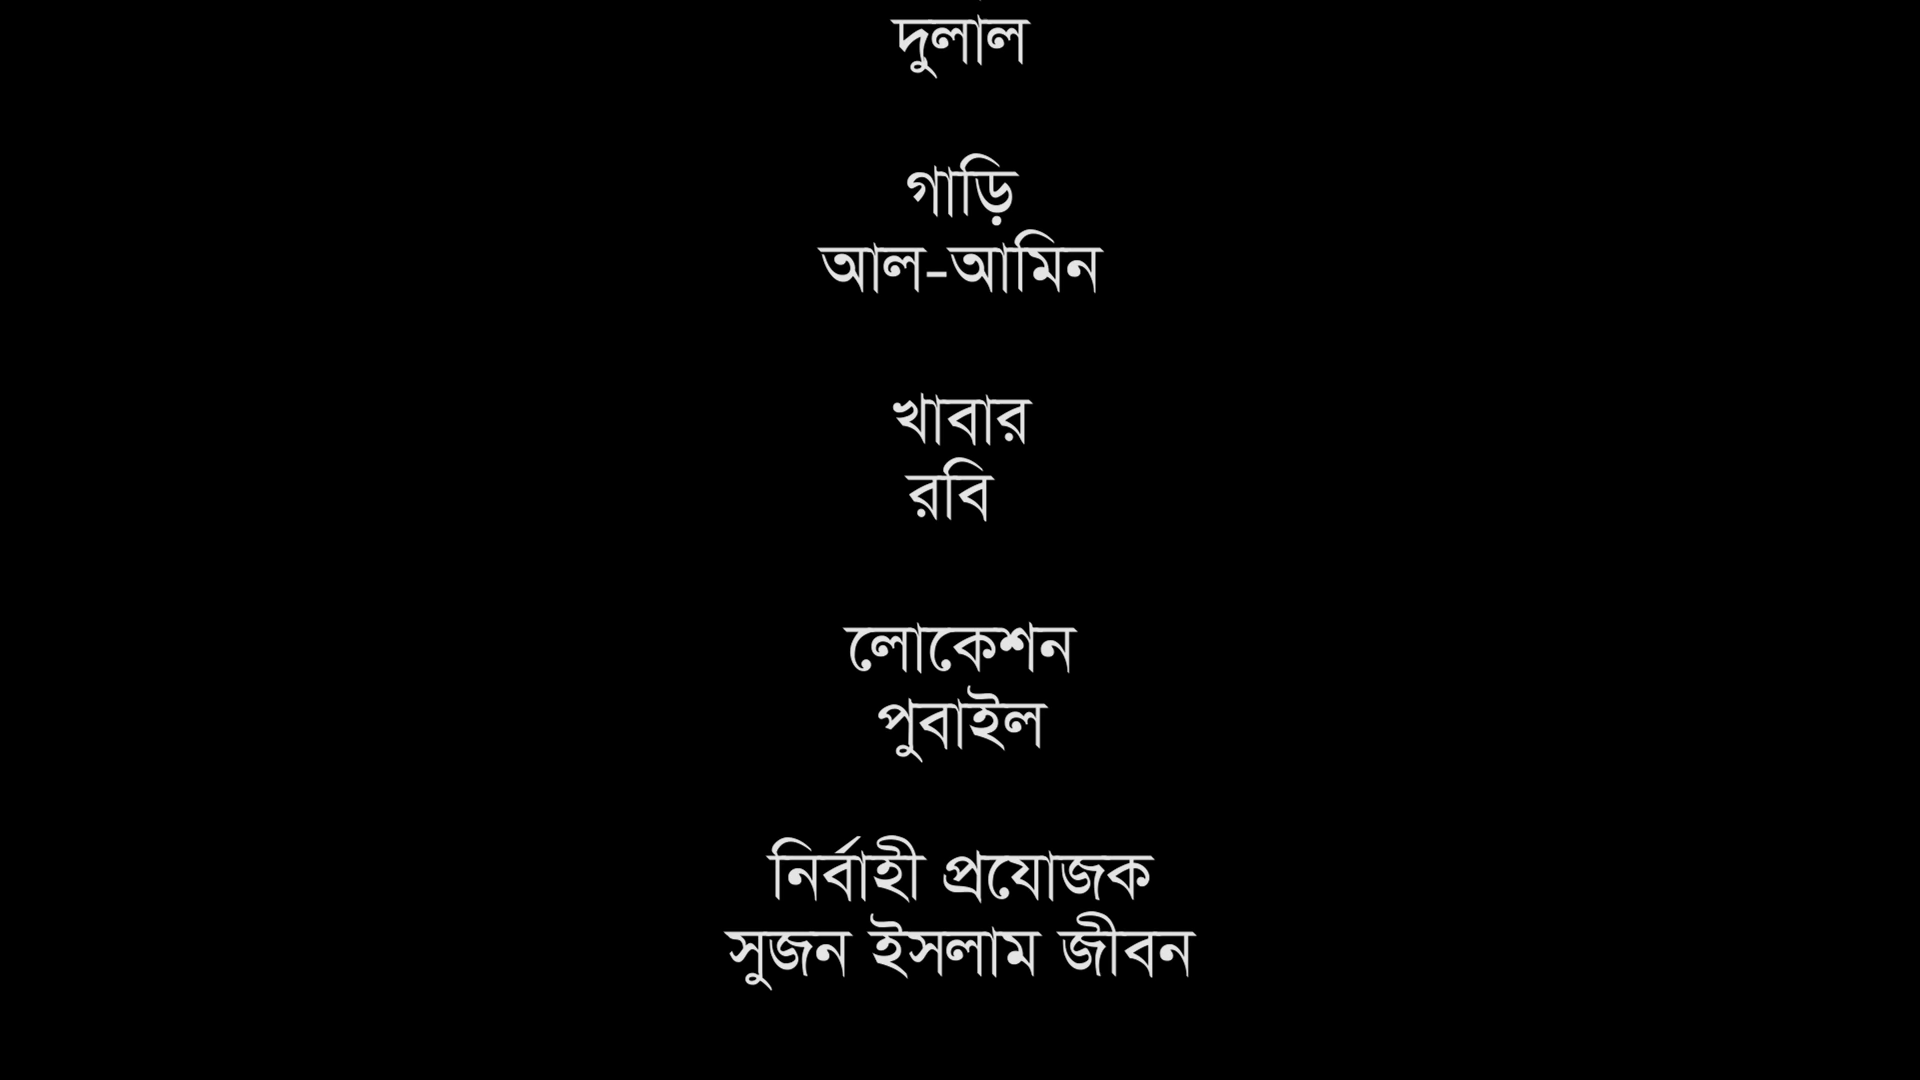 দুলাল
গাড়ি
আল-আমিন
খাবার
রবি
লোকেশন
পুবাইল
নির্বাহী প্রযোজক
সুজন ইসলাম জীবন